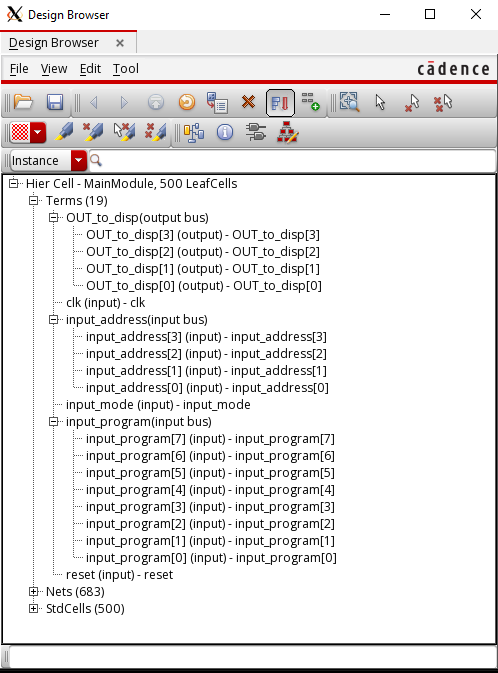 Design Browser
Design Browser ×
File View Edit Tool cādence
Instance
Hier Cell - MainModule, 500 LeafCells
Terms (19)
OUT_to_disp(output bus)
OUT_to_disp[3] (output) - OUT_to_disp[3]
OUT_to_disp[2] (output) - OUT_to_disp[2]
OUT_to_disp[1] (output) - OUT_to_disp[1]
OUT_to_disp[0] (output) - OUT_to_disp[0]
clk (input) - clk
input_address(input bus)
input_address[3] (input) - input_address[3]
input_address[2] (input) - input_address[2]
input_address[1] (input) - input_address[1]
input_address[0] (input) - input_address[0]
input_mode (input) - input_mode
input_program(input bus)
input_program[7] (input) - input_program[7]
input_program[6] (input) - input_program[6]
input_program[5] (input) - input_program[5]
input_program[4] (input) - input_program[4]
input_program[3] (input) - input_program[3]
input_program[2] (input) - input_program[2]
input_program[1] (input) - input_program[1]
input_program[0] (input) - input_program[0]
reset (input) - reset
Nets (683)
StdCells (500)